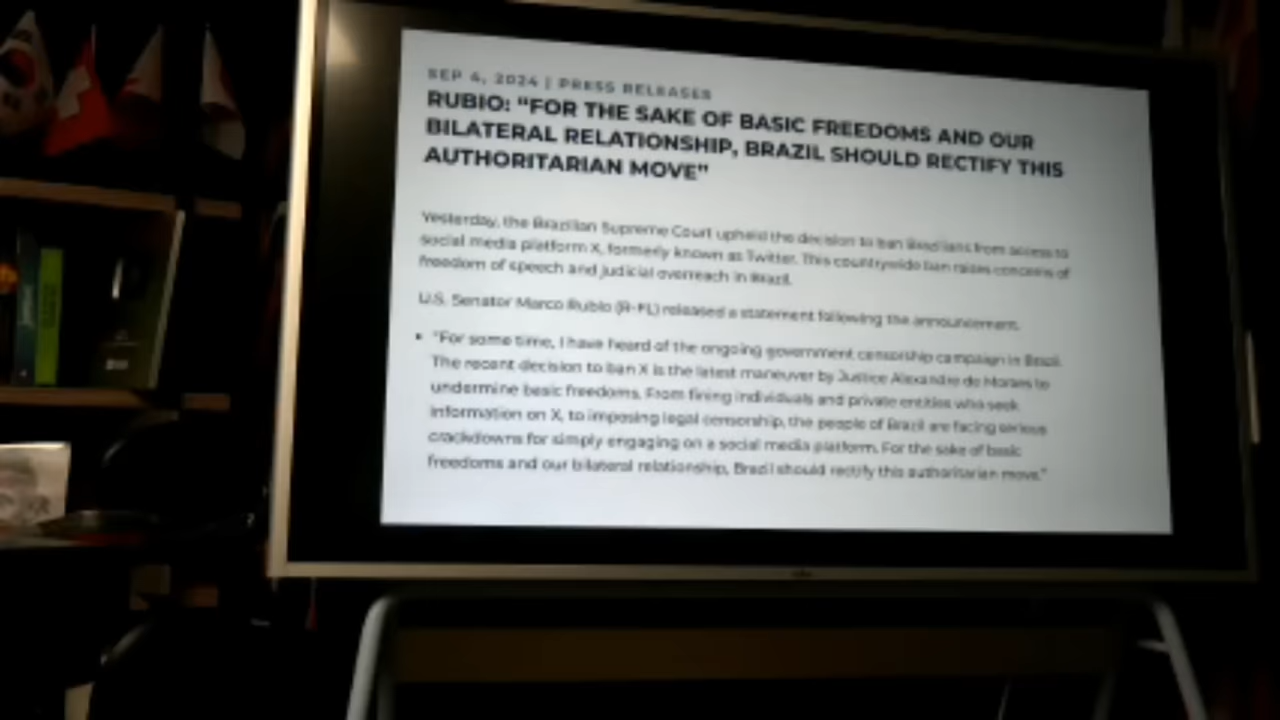 SEP 4, 2024 | PRESS RELEASES
RUBIO: "FOR THE SAKE OF BASIC FREEDOMS AND OUR
BILATERAL RELATIONSHIP, BRAZIL SHOULD RECTIFY THIS
AUTHORITARIAN MOVE"
Yesterday, the Brazilian Supreme Court upheld the decision to ban Brazilians from access to
social media platform X, formerly known as Twitter. This countrywide ban raises concerns of
freedom of speech and judicial overreach in Brazil.
U.S. Senator Marco Rubio (R-FL) released a statement following the announcement.
• "For some time, I have heard of the ongoing government censorship campaign in Brazil.
The recent decision to ban X is the latest maneuver by Justice Alexandre de Moraes to
undermine basic freedoms. From fining individuals and private entities who seek
information on X, to imposing legal censorship, the people of Brazil are facing serious
crackdowns for simply engaging on a social media platform. For the sake of basic
freedoms and our bilateral relationship, Brazil should rectify this authoritarian move."